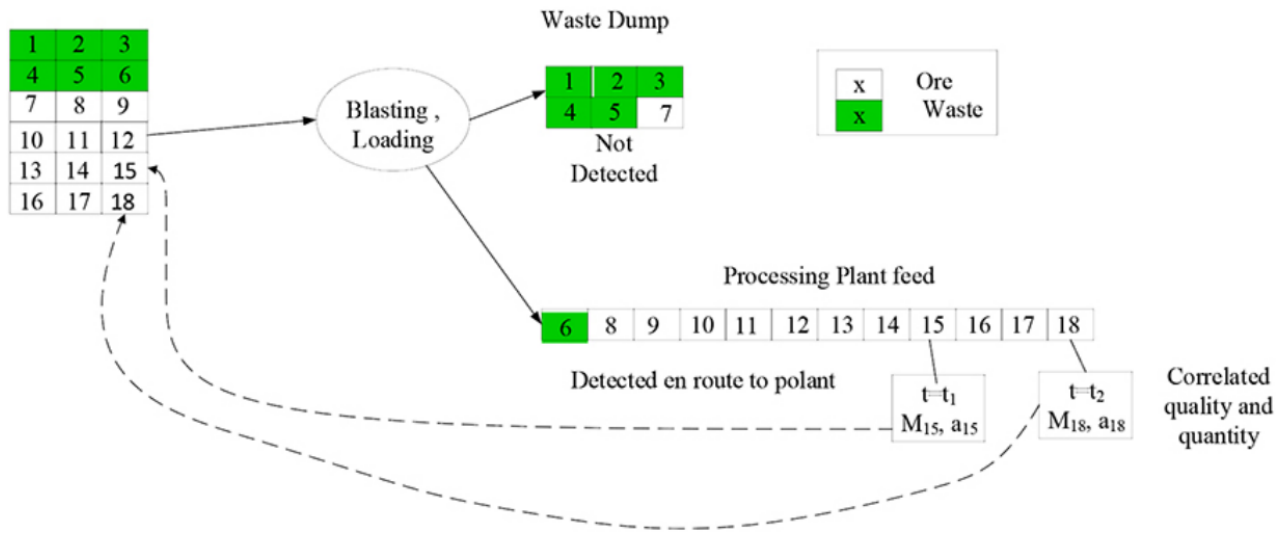 Waste Dump
1 2 3
4 5 6
7 8 9
10 11 12
13 14 15
16 17 18
Blasting ,
Loading
1 2 3
4 5 7
Not
Detected
x Ore
x Waste
Processing Plant feed
6 8 9 10 11 12 13 14 15 16 17 18
Detected en route to polant
t=t₁
M₁₅, a₁₅
t=t₂
M₁₈, a₁₈
Correlated
quality and
quantity